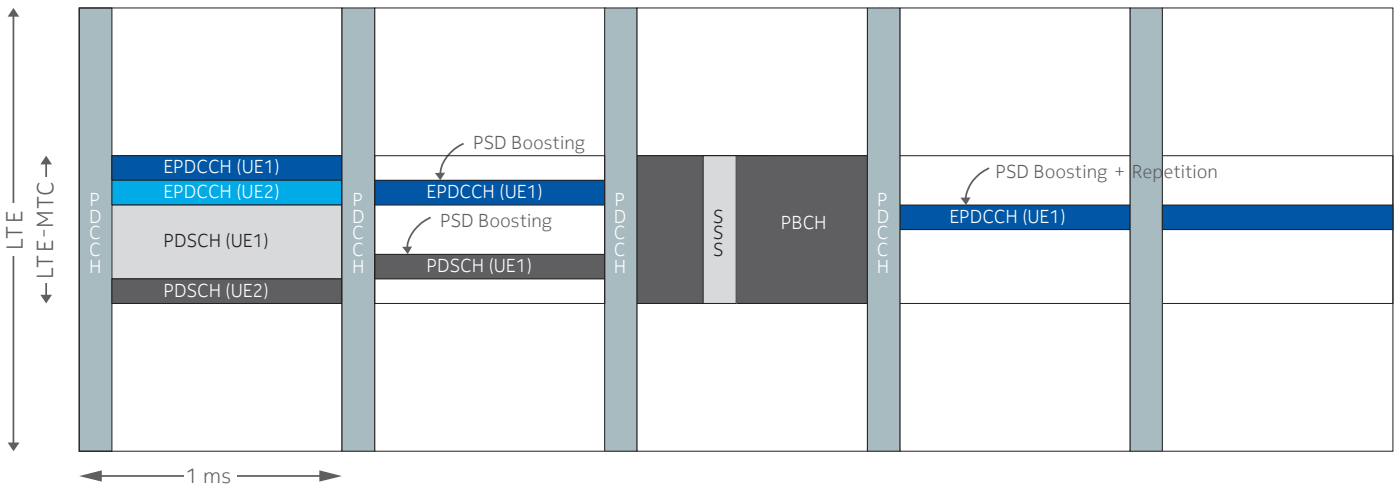 LTE
LTE-MTC
PDCCH
EPDCCH (UE1)
EPDCCH (UE2)
PDSCH (UE1)
PDSCH (UE2)
PDCCH
PSD Boosting
EPDCCH (UE1)
PSD Boosting
PDSCH (UE1)
PDCCH
SSS
PBCH
PDCCH
PSD Boosting + Repetition
EPDCCH (UE1)
PDCCH
1 ms